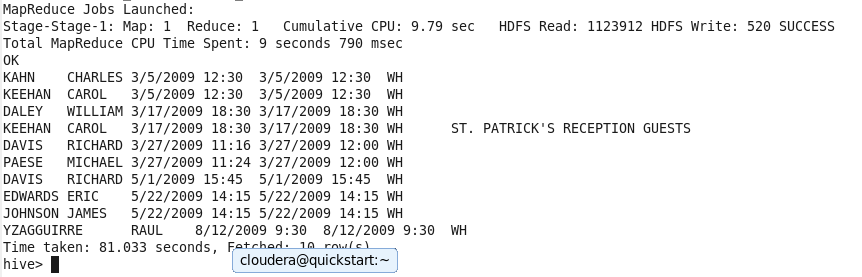 MapReduce Jobs Launched:
Stage-Stage-1: Map: 1  Reduce: 1   Cumulative CPU: 9.79 sec   HDFS Read: 1123912 HDFS Write: 520 SUCCESS
Total MapReduce CPU Time Spent: 9 seconds 790 msec
OK
KAHN    CHARLES 3/5/2009 12:30  3/5/2009 12:30  WH
KEEHAN  CAROL   3/5/2009 12:30  3/5/2009 12:30  WH
DALEY   WILLIAM 3/17/2009 18:30 3/17/2009 18:30 WH
KEEHAN  CAROL   3/17/2009 18:30 3/17/2009 18:30 WH      ST. PATRICK'S RECEPTION GUESTS
DAVIS   RICHARD 3/27/2009 11:16 3/27/2009 12:00 WH
PAESE   MICHAEL 3/27/2009 11:24 3/27/2009 12:00 WH
DAVIS   RICHARD 5/1/2009 15:45  5/1/2009 15:45  WH
EDWARDS ERIC    5/22/2009 14:15 5/22/2009 14:15 WH
JOHNSON JAMES   5/22/2009 14:15 5/22/2009 14:15 WH
YZAGGUIRRE      RAUL    8/12/2009 9:30  8/12/2009 9:30  WH
Time taken: 81.033 seconds, Fetched: 10 row(s)
cloudera@quickstart:~
hive>